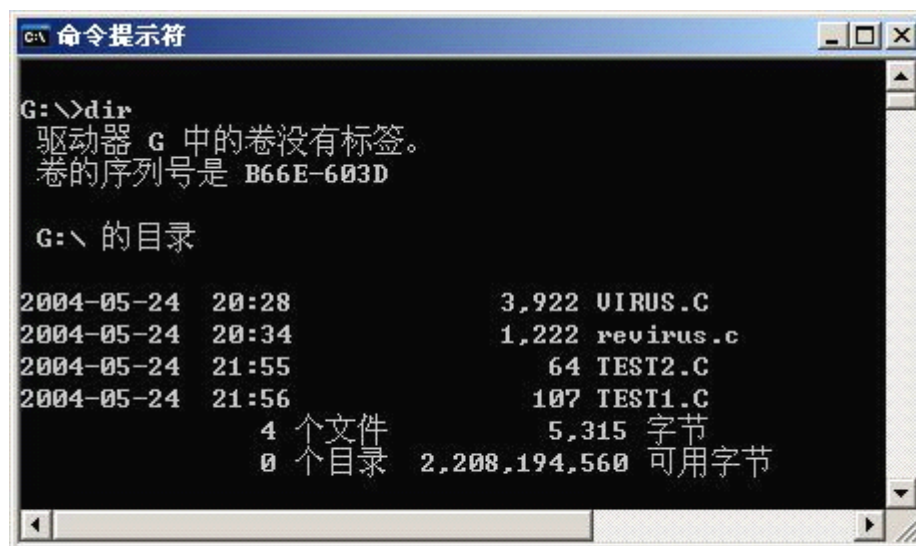 命令提示符
G:\>dir
驱动器 G 中的卷没有标签。
卷的序列号是 B66E-603D
G:\ 的目录
2004-05-24 20:28 3,922 VIRUS.C
2004-05-24 20:34 1,222 revirus.c
2004-05-24 21:55 64 TEST2.C
2004-05-24 21:56 107 TEST1.C
4 个文件 5,315 字节
0 个目录 2,208,194,560 可用字节